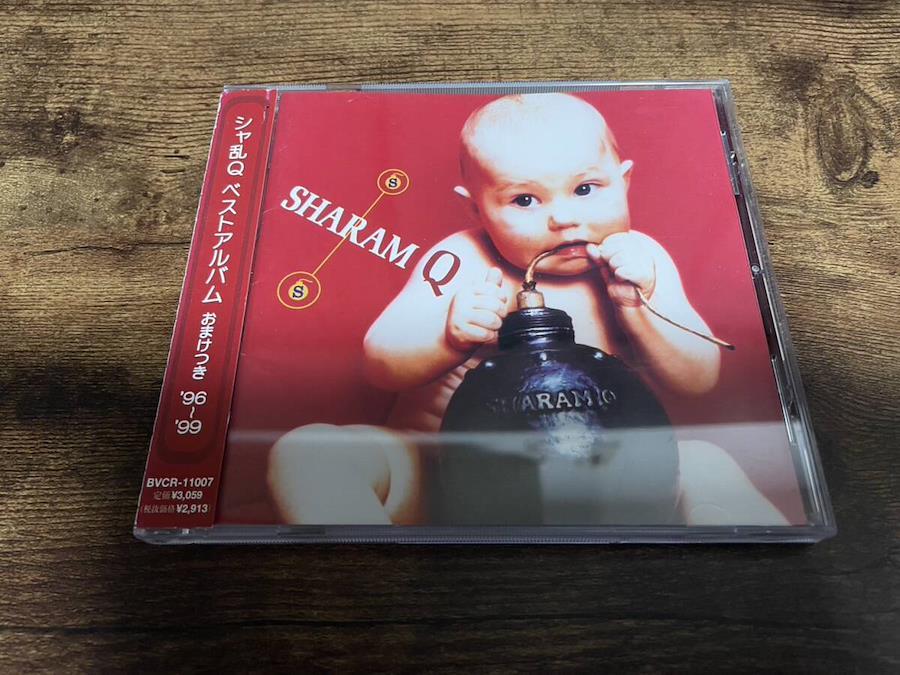 シャ乱Q ベストアルバム おまけつき '96〜'99
BVCR-11007
定価¥3,059
(税抜価格¥2,913)
S
SHARAM Q
S
SHARAM Q